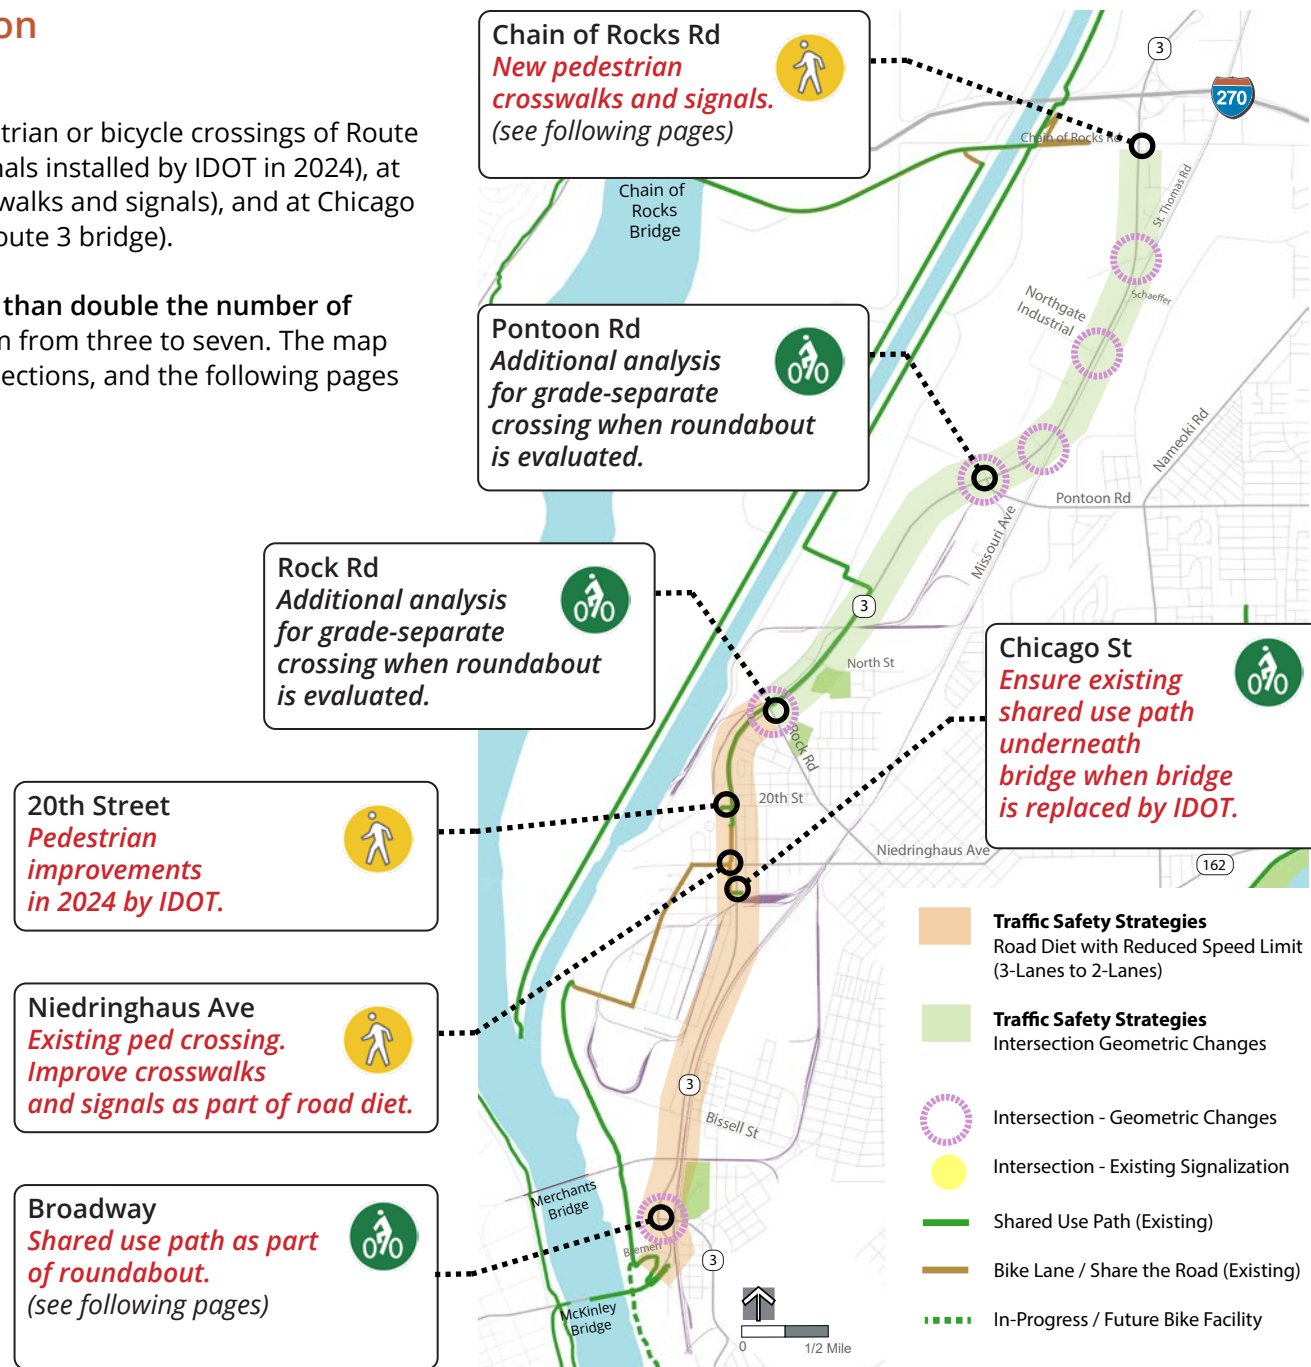 on
trian or bicycle crossings of Route
nals installed by IDOT in 2024), at
walks and signals), and at Chicago
oute 3 bridge).
than double the number of
n from three to seven. The map
sections, and the following pages
Chain of Rocks Rd
New pedestrian
crosswalks and signals.
(see following pages)
3
270
Chain of Rocks Rd
St. Thomas Rd
Chain of
Rocks
Bridge
Schaeffer
Northgate
Industrial
Pontoon Rd
Additional analysis
for grade-separate
crossing when roundabout
is evaluated.
Nameoki Rd
Pontoon Rd
Missouri Ave
Rock Rd
Additional analysis
for grade-separate
crossing when roundabout
is evaluated.
3
North St
Rock Rd
Chicago St
Ensure existing
shared use path
underneath
bridge when bridge
is replaced by IDOT.
20th Street
Pedestrian
improvements
in 2024 by IDOT.
20th St
Niedringhaus Ave
162
Niedringhaus Ave
Existing ped crossing.
Improve crosswalks
and signals as part of road diet.
3
Bissell St
Merchants
Bridge
Broadway
Shared use path as part
of roundabout.
(see following pages)
Bremen
3
McKinley
Bridge
0 1/2 Mile
Traffic Safety Strategies
Road Diet with Reduced Speed Limit
(3-Lanes to 2-Lanes)
Traffic Safety Strategies
Intersection Geometric Changes
Intersection - Geometric Changes
Intersection - Existing Signalization
Shared Use Path (Existing)
Bike Lane / Share the Road (Existing)
In-Progress / Future Bike Facility